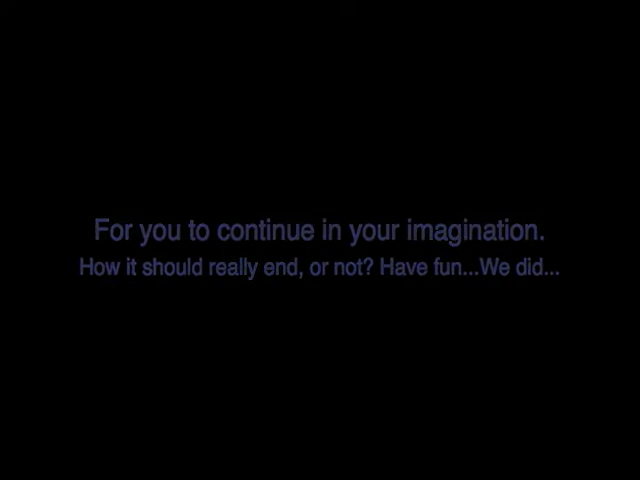 For you to continue in your imagination.
How it should really end, or not? Have fun...We did...